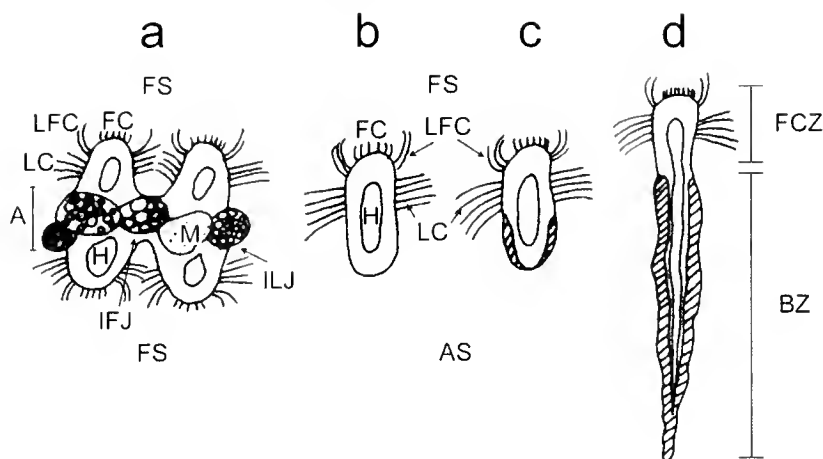 a b c d
FS FS
LFC FC FC LFC FCZ
LC
A H M H LC
ILJ BZ
IFJ
FS AS